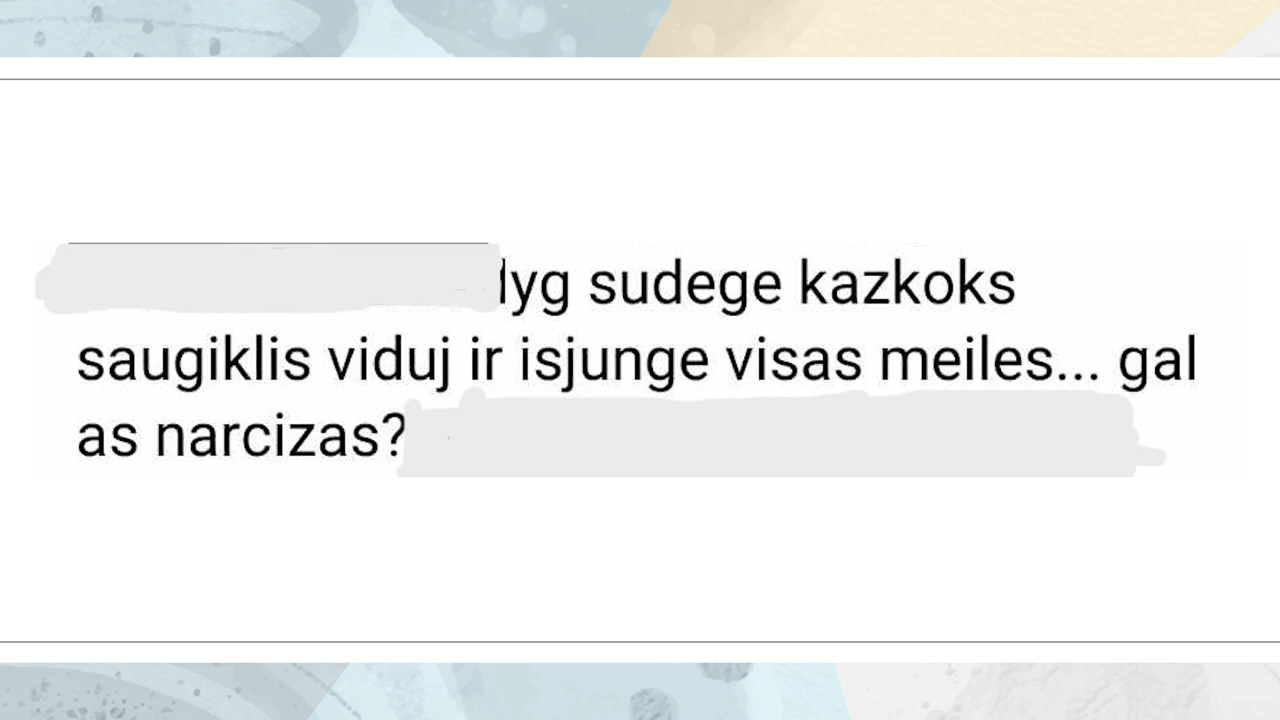 lyg sudege kazkoks
saugiklis viduj ir isjunge visas meiles... gal
as narcizas?